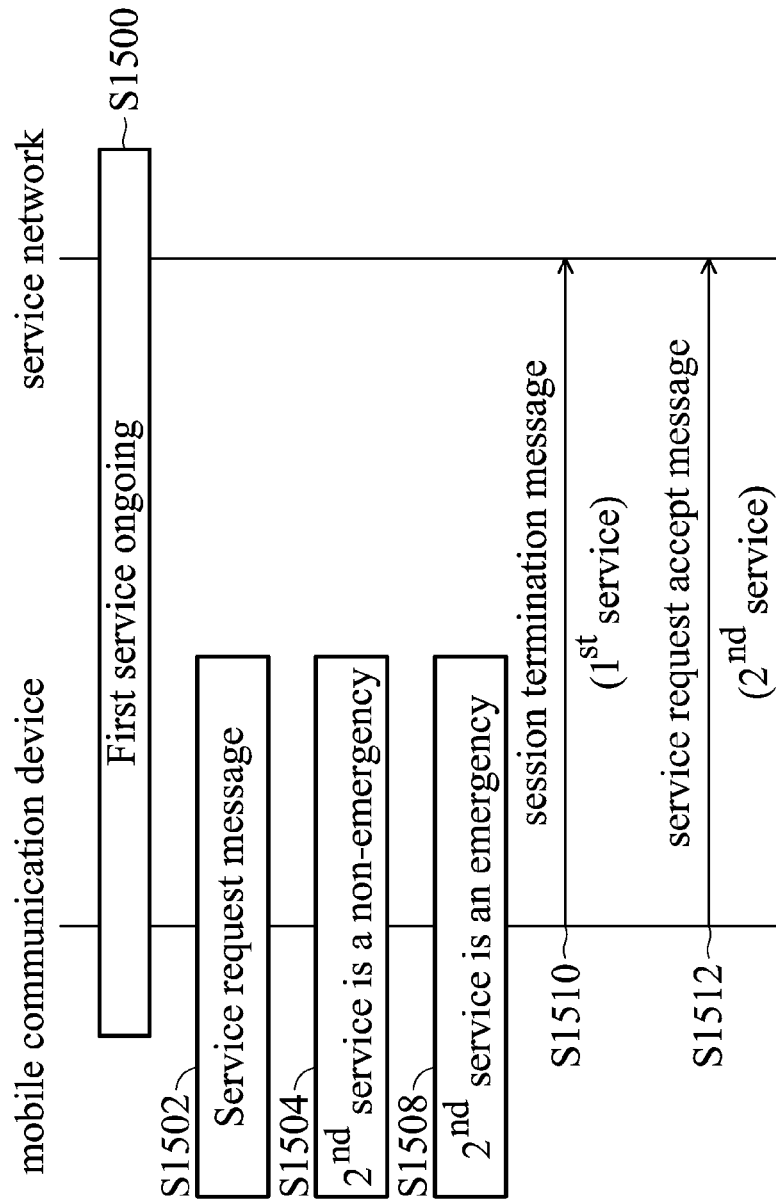 mobile communication device
service network
First service ongoing
S1500
S1502
Service request message
S1504
2nd service is a non-emergency
S1508
2nd service is an emergency
session termination message
(1st service)
S1510
service request accept message
(2nd service)
S1512